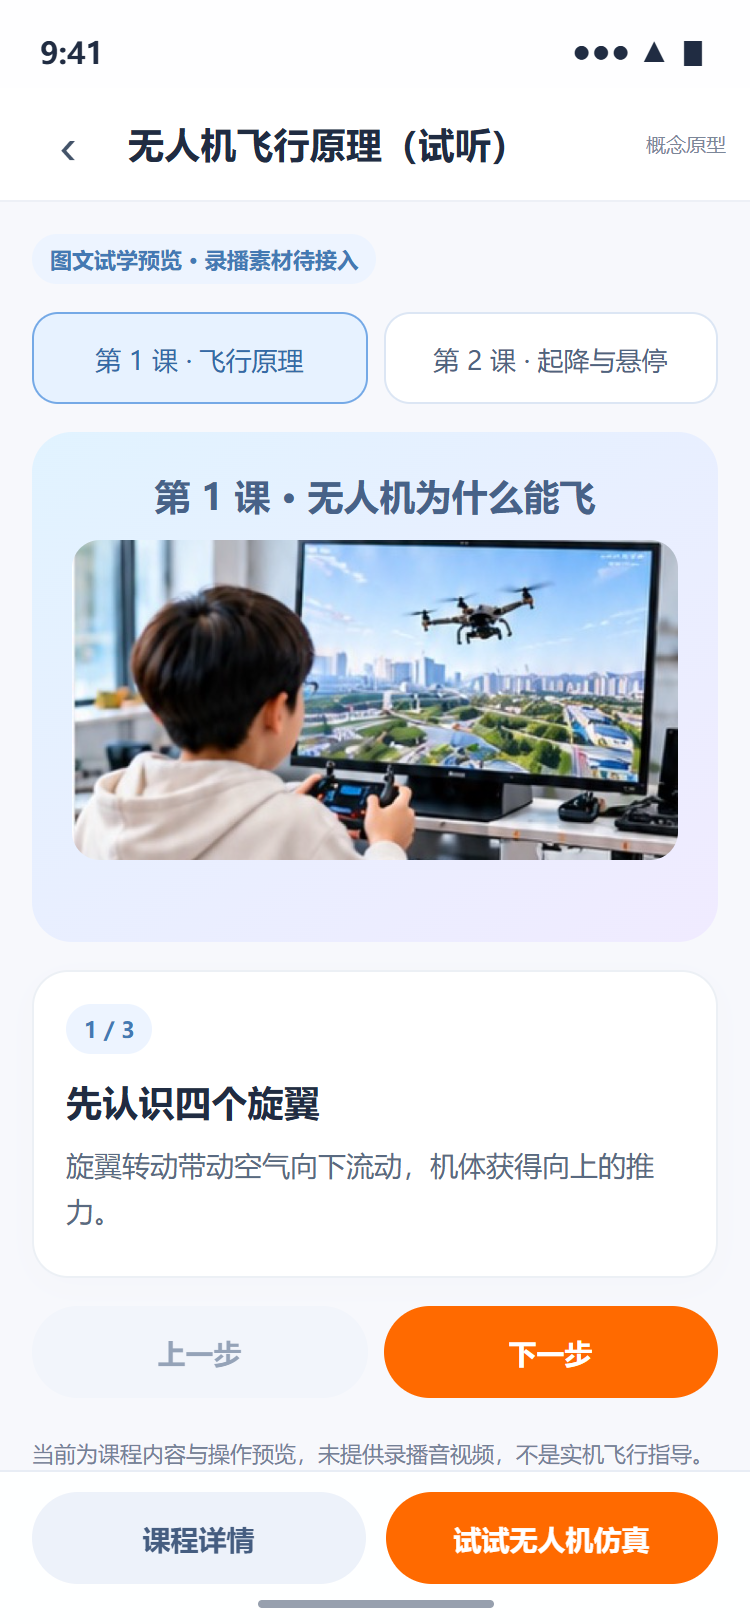 9:41
无人机飞行原理（试听）
概念原型
图文试学预览 • 录播素材待接入
第 1 课 · 飞行原理
第 2 课 · 起降与悬停
第 1 课 • 无人机为什么能飞
1 / 3
先认识四个旋翼
旋翼转动带动空气向下流动，机体获得向上的推
力。
上一步
下一步
当前为课程内容与操作预览，未提供录播音视频，不是实机飞行指导。
课程详情
试试无人机仿真